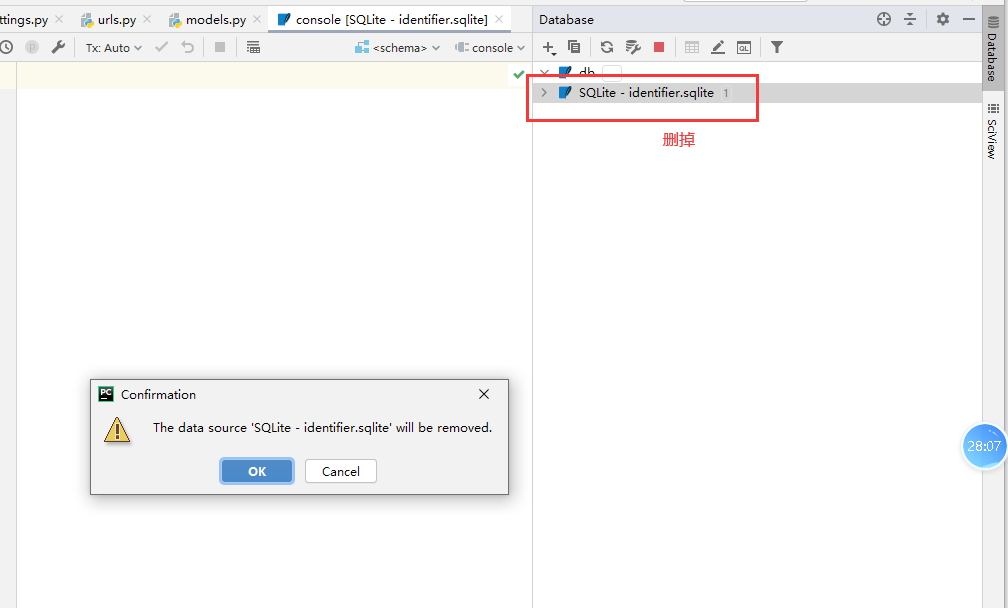 ttings.py urls.py models.py console [SQLite - identifier.sqlite]
Tx: Auto <schema> console
Database
QL
db
SQLite - identifier.sqlite 1
删掉
Database
SciView
PC Confirmation
The data source 'SQLite - identifier.sqlite' will be removed.
OK Cancel
28:07